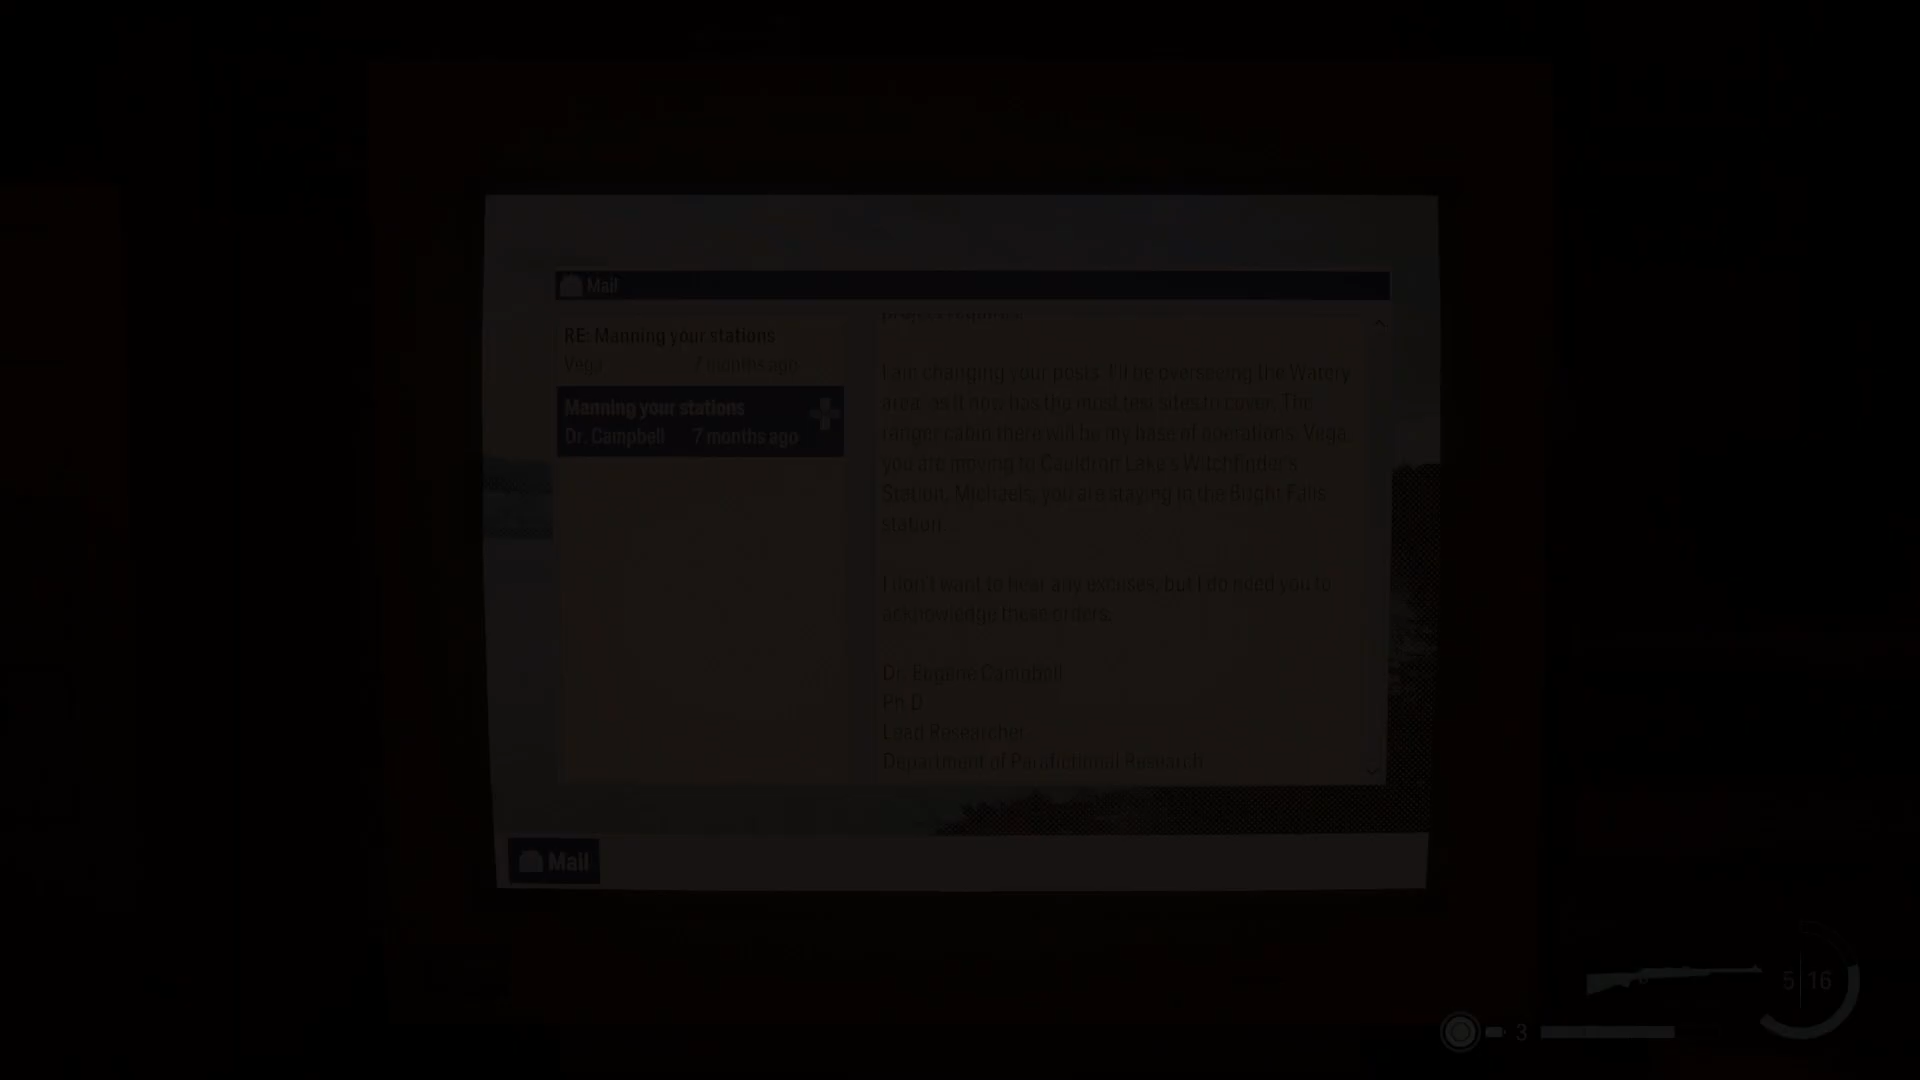 Mail
RE: Manning your stations
Vega 7 months ago
Manning your stations
Dr. Campbell 7 months ago
project requires.
I am changing your posts. I'll be overseeing the Watery
area, as it now has the most test sites to cover. The
ranger cabin there will be my base of operations. Vega,
you are moving to Cauldron Lake's Witchfinder's
Station. Michaels, you are staying in the Bright Falls
station.
I don't want to hear any excuses, but I do need you to
acknowledge these orders.
Dr. Eugene Campbell
Ph.D
Lead Researcher
Department of Parafictional Research
Mail
5 16
3